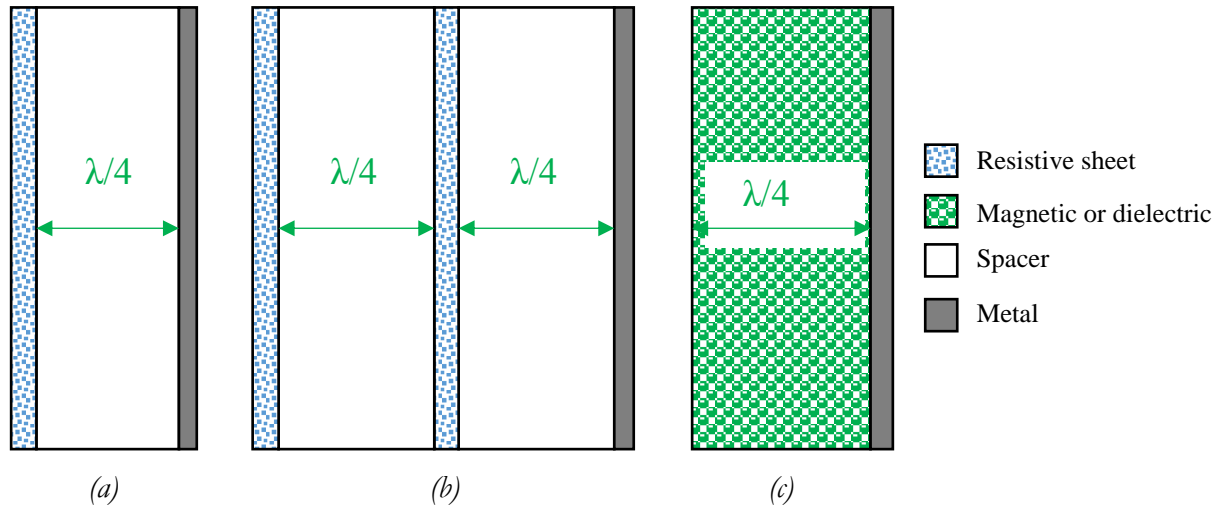 λ/4
λ/4
λ/4
λ/4
Resistive sheet
Magnetic or dielectric
Spacer
Metal
(a)
(b)
(c)